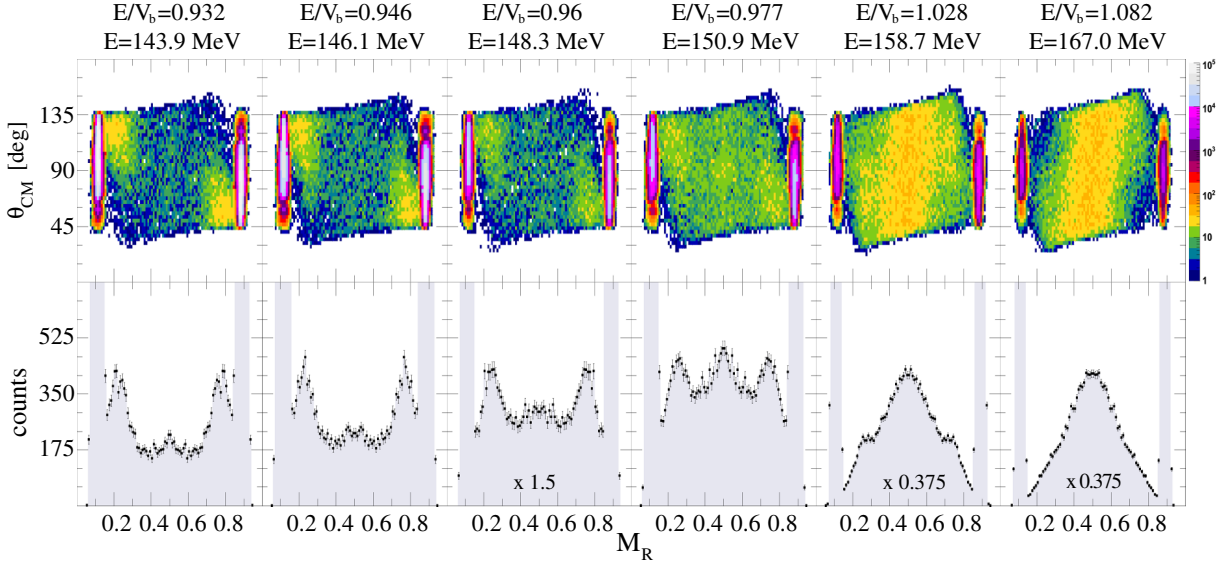 E/V_b=0.932 E/V_b=0.946 E/V_b=0.96 E/V_b=0.977 E/V_b=1.028 E/V_b=1.082
E=143.9 MeV E=146.1 MeV E=148.3 MeV E=150.9 MeV E=158.7 MeV E=167.0 MeV
θ_CM [deg]
135
90
45
10^5
10^4
10^3
10^2
10
1
counts
525
350
175
x 1.5 x 0.375 x 0.375
0.2 0.4 0.6 0.8 0.2 0.4 0.6 0.8 0.2 0.4 0.6 0.8 0.2 0.4 0.6 0.8 0.2 0.4 0.6 0.8 0.2 0.4 0.6 0.8
M_R